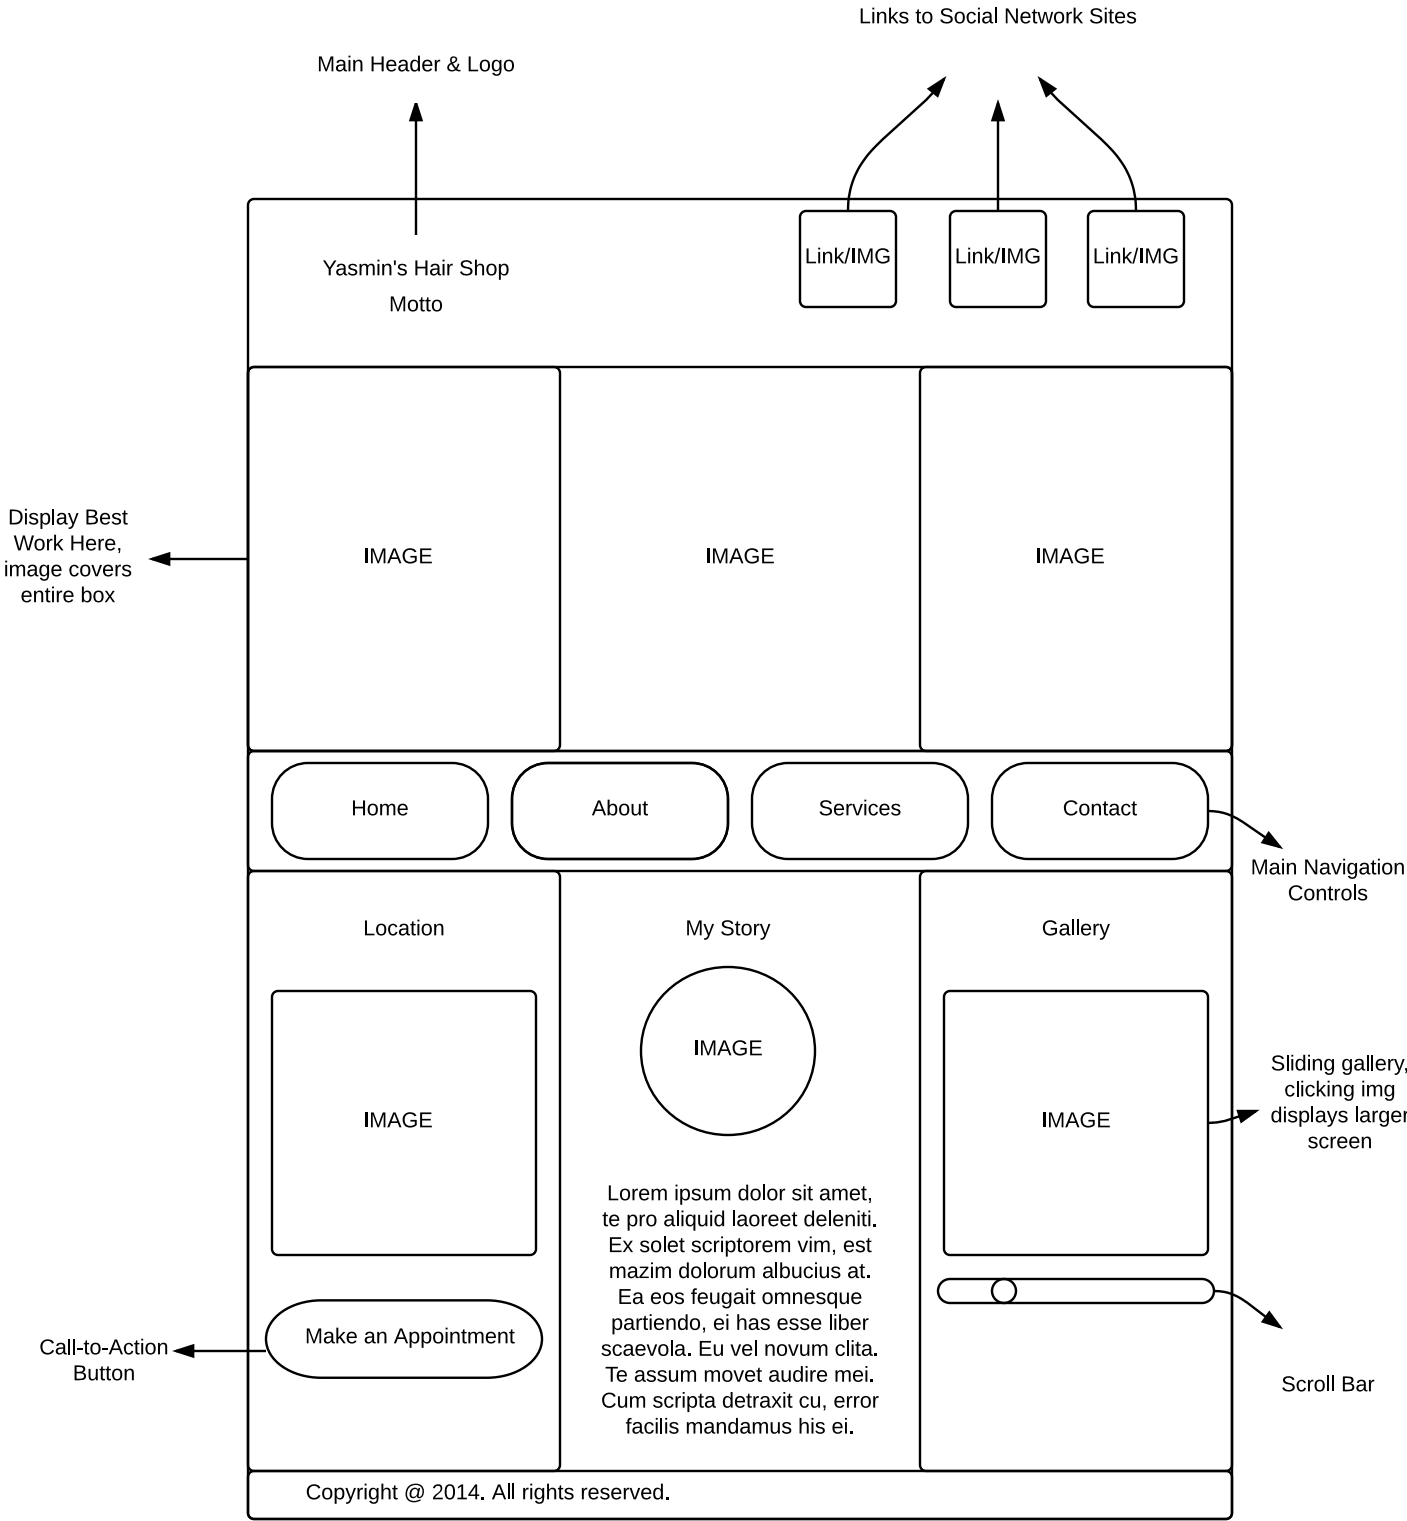 Links to Social Network Sites
Main Header & Logo
Link/IMG
Link/IMG
Link/IMG
Yasmin's Hair Shop
Motto
Display Best
Work Here,
image covers
entire box
IMAGE
IMAGE
IMAGE
Home
About
Services
Contact
Main Navigation
Controls
Location
My Story
Gallery
IMAGE
IMAGE
IMAGE
Sliding gallery,
clicking img
displays larger
screen
Lorem ipsum dolor sit amet,
te pro aliquid laoreet deleniti.
Ex solet scriptorem vim, est
mazim dolorum albucius at.
Ea eos feugait omnesque
partiendo, ei has esse liber
scaevola. Eu vel novum clita.
Te assum movet audire mei.
Cum scripta detraxit cu, error
facilis mandamus his ei.
Make an Appointment
Call-to-Action
Button
Scroll Bar
Copyright @ 2014. All rights reserved.